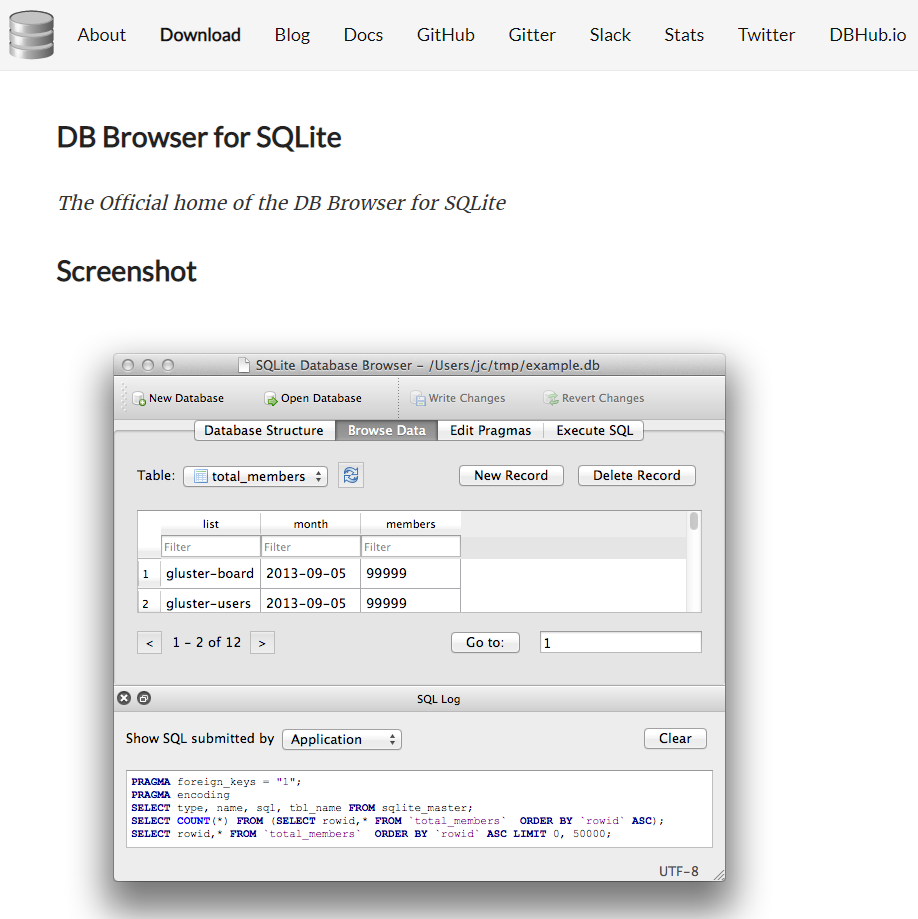 About Download Blog Docs GitHub Gitter Slack Stats Twitter DBHub.io
DB Browser for SQLite
The Official home of the DB Browser for SQLite
Screenshot
SQLite Database Browser - /Users/jc/tmp/example.db
New Database Open Database Write Changes Revert Changes
Database Structure Browse Data Edit Pragmas Execute SQL
Table: total_members New Record Delete Record
list month members
Filter Filter Filter
1 gluster-board 2013-09-05 99999
2 gluster-users 2013-09-05 99999
< 1 - 2 of 12 > Go to: 1
SQL Log
Show SQL submitted by Application Clear
PRAGMA foreign_keys = "1";
PRAGMA encoding
SELECT type, name, sql, tbl_name FROM sqlite_master;
SELECT COUNT(*) FROM (SELECT rowid,* FROM `total_members` ORDER BY `rowid` ASC);
SELECT rowid,* FROM `total_members` ORDER BY `rowid` ASC LIMIT 0, 50000;
UTF-8